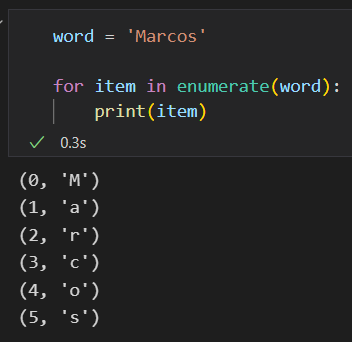 word = 'Marcos'
for item in enumerate(word):
    print(item)
0.3s
(0, 'M')
(1, 'a')
(2, 'r')
(3, 'c')
(4, 'o')
(5, 's')